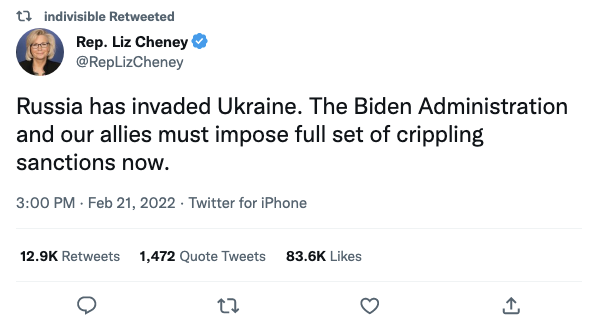 indivisible Retweeted
Rep. Liz Cheney
@RepLizCheney
Russia has invaded Ukraine. The Biden Administration
and our allies must impose full set of crippling
sanctions now.
3:00 PM · Feb 21, 2022 · Twitter for iPhone
12.9K Retweets 1,472 Quote Tweets 83.6K Likes